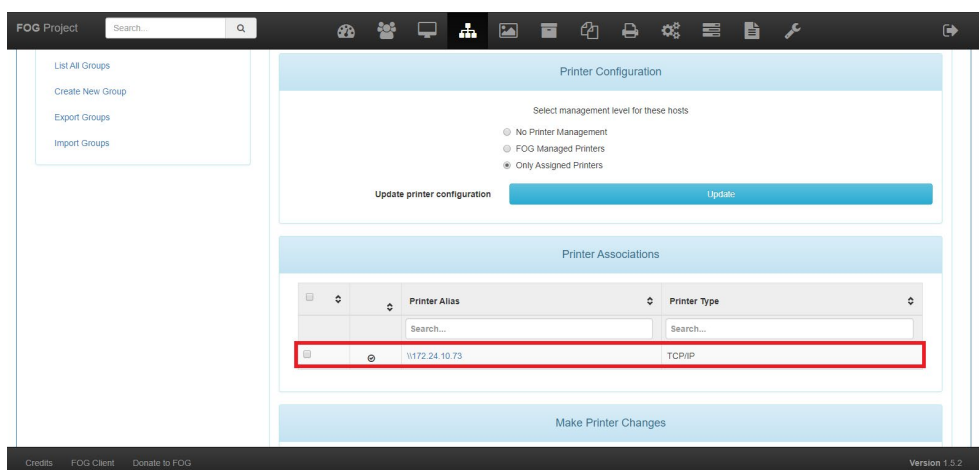 FOG Project
Search...
List All Groups
Create New Group
Export Groups
Import Groups
Printer Configuration
Select management level for these hosts
No Printer Management
FOG Managed Printers
Only Assigned Printers
Update printer configuration
Update
Printer Associations
Printer Alias
Printer Type
Search...
Search...
\\172.24.10.73
TCP/IP
Make Printer Changes
Credits
FOG Client
Donate to FOG
Version 1.5.2